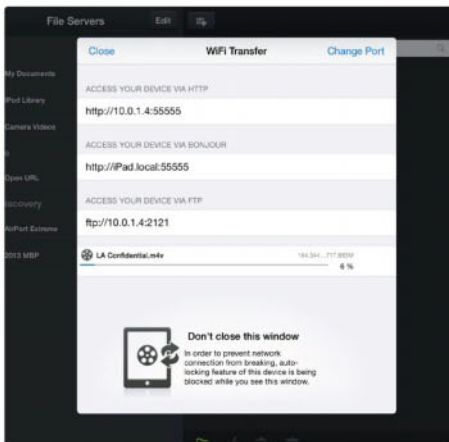 File Servers
Edit
Close
WiFi Transfer
Change Port
My Documents
iPod Library
Camera Videos
Open URL
AirPort Extreme
2013 MBP
ACCESS YOUR DEVICE VIA HTTP
http://10.0.1.4:55555
ACCESS YOUR DEVICE VIA BONJOUR
http://iPad.local:55555
ACCESS YOUR DEVICE VIA FTP
ftp://10.0.1.4:2121
LA Confidential.m4v
6 %
Don't close this window
In order to prevent network
connection from breaking, auto-
locking feature of this device is being
blocked while you see this window.